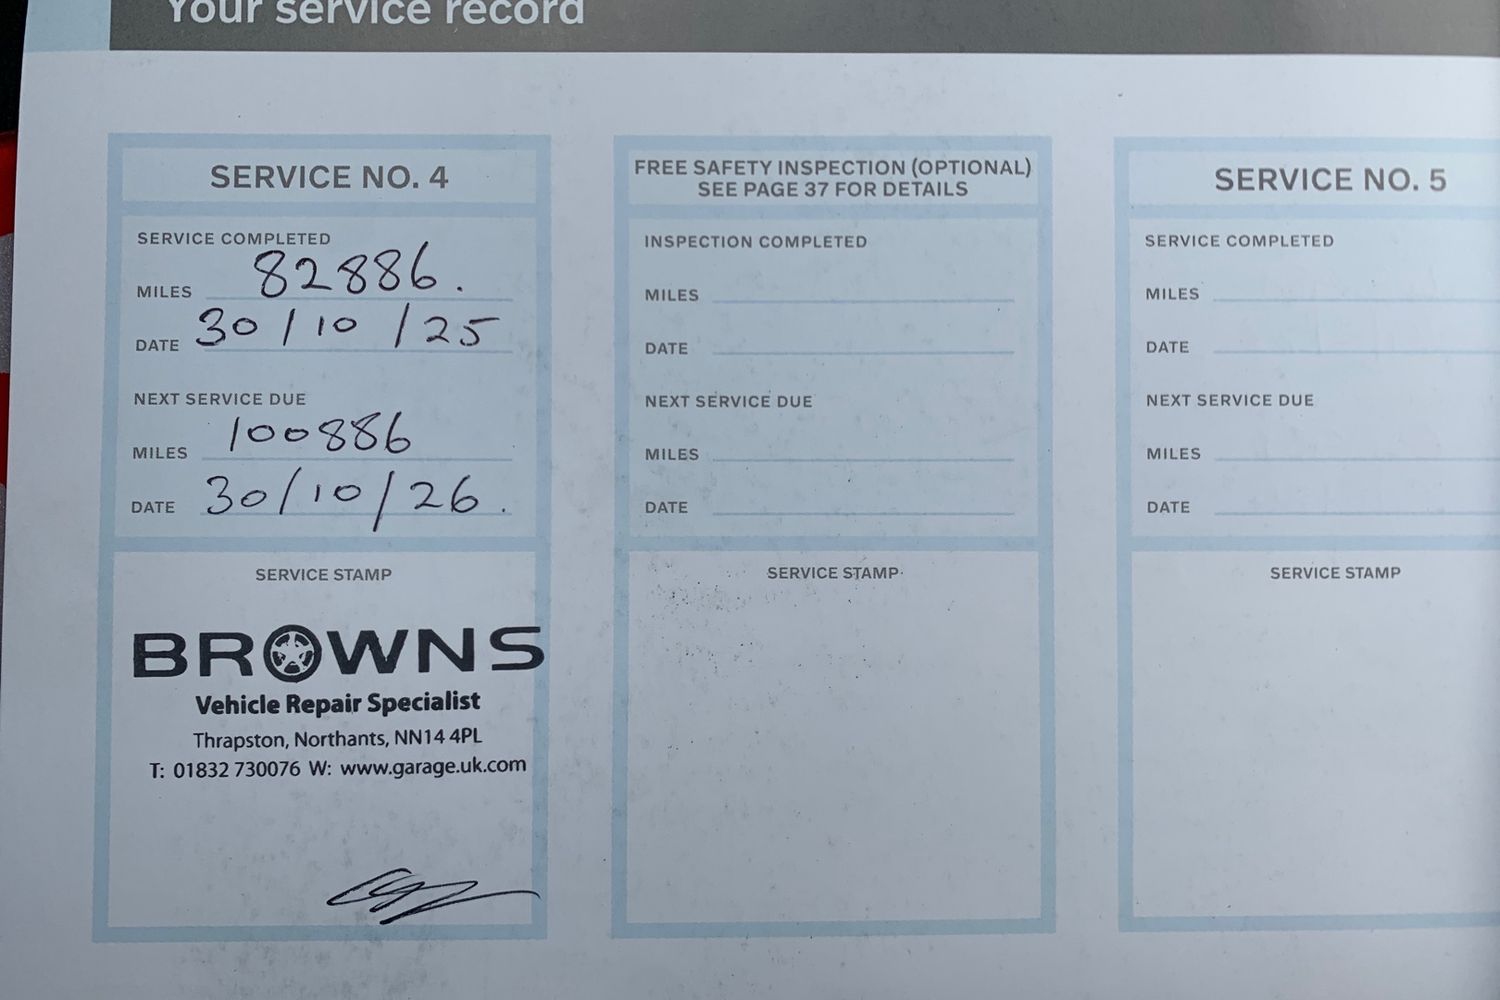 Your service record
SERVICE NO. 4
SERVICE COMPLETED
MILES 82886.
DATE 30/10/25
NEXT SERVICE DUE
MILES 100886
DATE 30/10/26.
SERVICE STAMP
BROWNS
Vehicle Repair Specialist
Thrapston, Northants, NN14 4PL
T: 01832 730076 W: www.garage.uk.com
FREE SAFETY INSPECTION (OPTIONAL)
SEE PAGE 37 FOR DETAILS
INSPECTION COMPLETED
MILES
DATE
NEXT SERVICE DUE
MILES
DATE
SERVICE STAMP
SERVICE NO. 5
SERVICE COMPLETED
MILES
DATE
NEXT SERVICE DUE
MILES
DATE
SERVICE STAMP